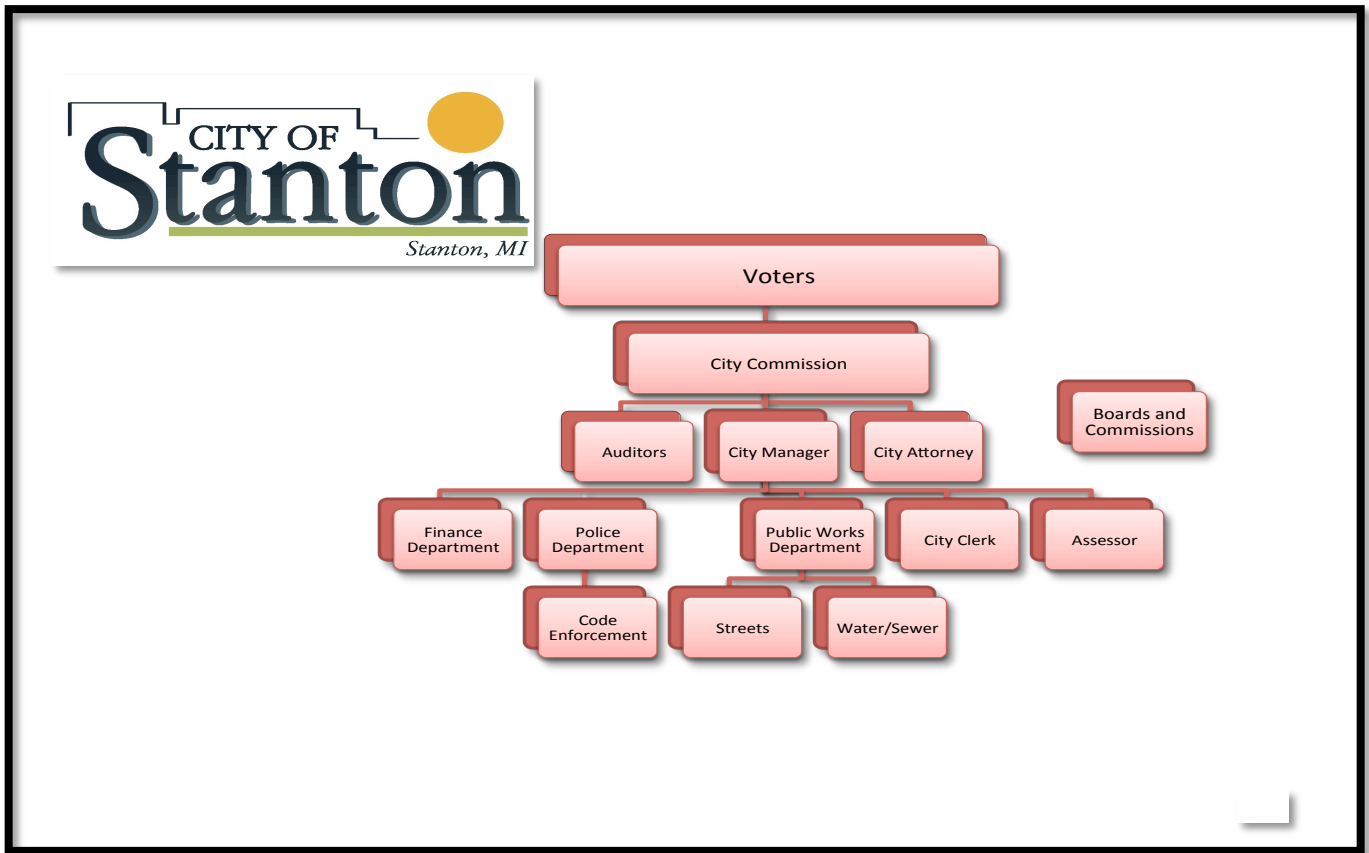 CITY OF
Stanton
Stanton, MI
Voters
City Commission
Boards and
Commissions
Auditors
City Manager
City Attorney
Finance
Department
Police
Department
Public Works
Department
City Clerk
Assessor
Code
Enforcement
Streets
Water/Sewer